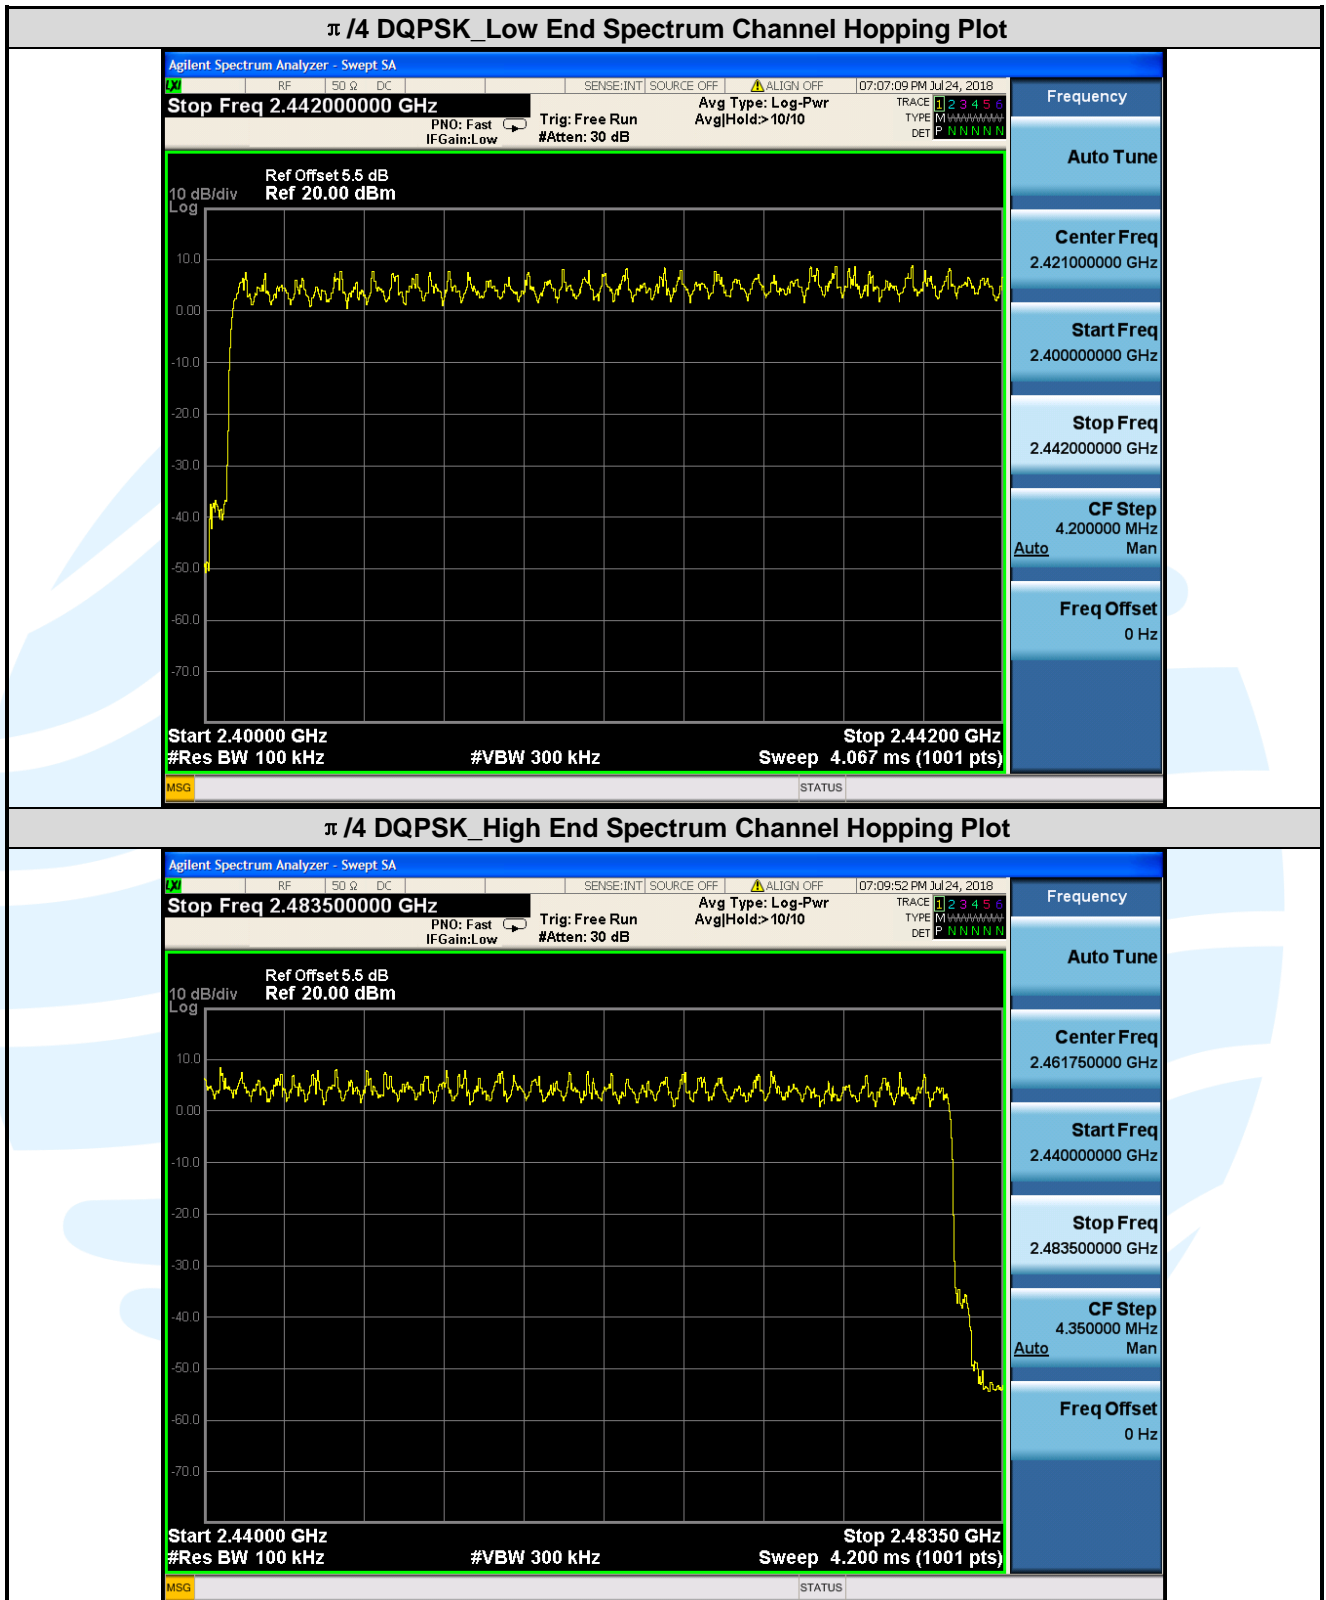 π/4 DQPSK_Low End Spectrum Channel Hopping Plot
Agilent Spectrum Analyzer - Swept SA
LXI RF 50 Ω DC SENSE:INT SOURCE OFF ALIGN OFF 07:07:09 PM Jul 24, 2018
Stop Freq 2.442000000 GHz
PNO: Fast
IFGain:Low
Trig: Free Run
#Atten: 30 dB
Avg Type: Log-Pwr
Avg|Hold:>10/10
TRACE 1 2 3 4 5 6
TYPE M WWWWW
DET P N N N N N
Ref Offset 5.5 dB
10 dB/div Ref 20.00 dBm
Log
10.0
0.00
-10.0
-20.0
-30.0
-40.0
-50.0
-60.0
-70.0
Start 2.40000 GHz Stop 2.44200 GHz
#Res BW 100 kHz #VBW 300 kHz Sweep 4.067 ms (1001 pts)
MSG STATUS
Frequency
Auto Tune
Center Freq
2.421000000 GHz
Start Freq
2.400000000 GHz
Stop Freq
2.442000000 GHz
CF Step
4.200000 MHz
Auto Man
Freq Offset
0 Hz
π/4 DQPSK_High End Spectrum Channel Hopping Plot
Agilent Spectrum Analyzer - Swept SA
LXI RF 50 Ω DC SENSE:INT SOURCE OFF ALIGN OFF 07:09:52 PM Jul 24, 2018
Stop Freq 2.483500000 GHz
PNO: Fast
IFGain:Low
Trig: Free Run
#Atten: 30 dB
Avg Type: Log-Pwr
Avg|Hold:>10/10
TRACE 1 2 3 4 5 6
TYPE M WWWWW
DET P N N N N N
Ref Offset 5.5 dB
10 dB/div Ref 20.00 dBm
Log
10.0
0.00
-10.0
-20.0
-30.0
-40.0
-50.0
-60.0
-70.0
Start 2.44000 GHz Stop 2.48350 GHz
#Res BW 100 kHz #VBW 300 kHz Sweep 4.200 ms (1001 pts)
MSG STATUS
Frequency
Auto Tune
Center Freq
2.461750000 GHz
Start Freq
2.440000000 GHz
Stop Freq
2.483500000 GHz
CF Step
4.350000 MHz
Auto Man
Freq Offset
0 Hz